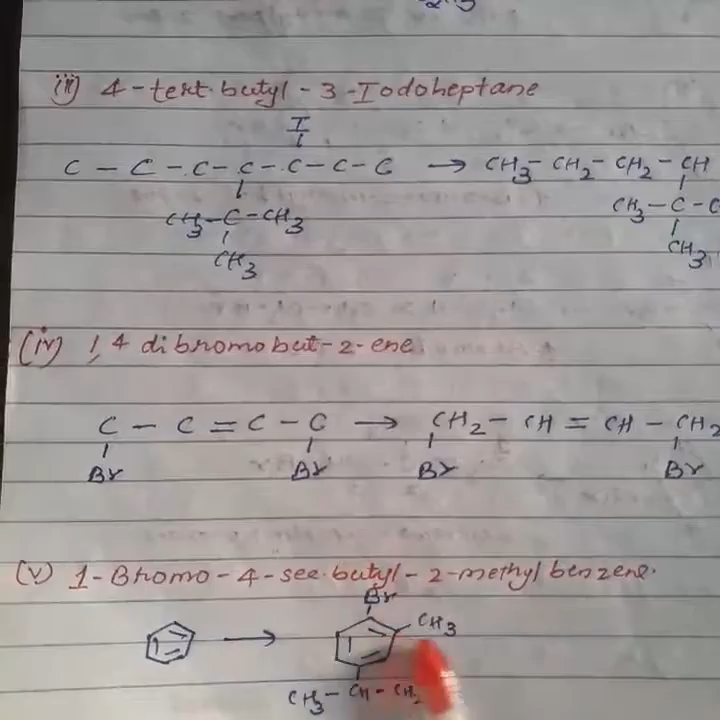 iii) 4-tert.butyl-3-Iodoheptane
I
C - C - C - C - C - C - C → CH3- CH2- CH2 - CH
CH3-C-CH3 CH3-C-C
CH3 CH3
(iv) 1,4 dibromobut-2-ene.
C - C = C - C → CH2 - CH = CH - CH2
Br Br Br Br
(v) 1-Bromo-4-sec.butyl-2-methyl benzene.
Br
→ CH3
CH3-CH-CH2